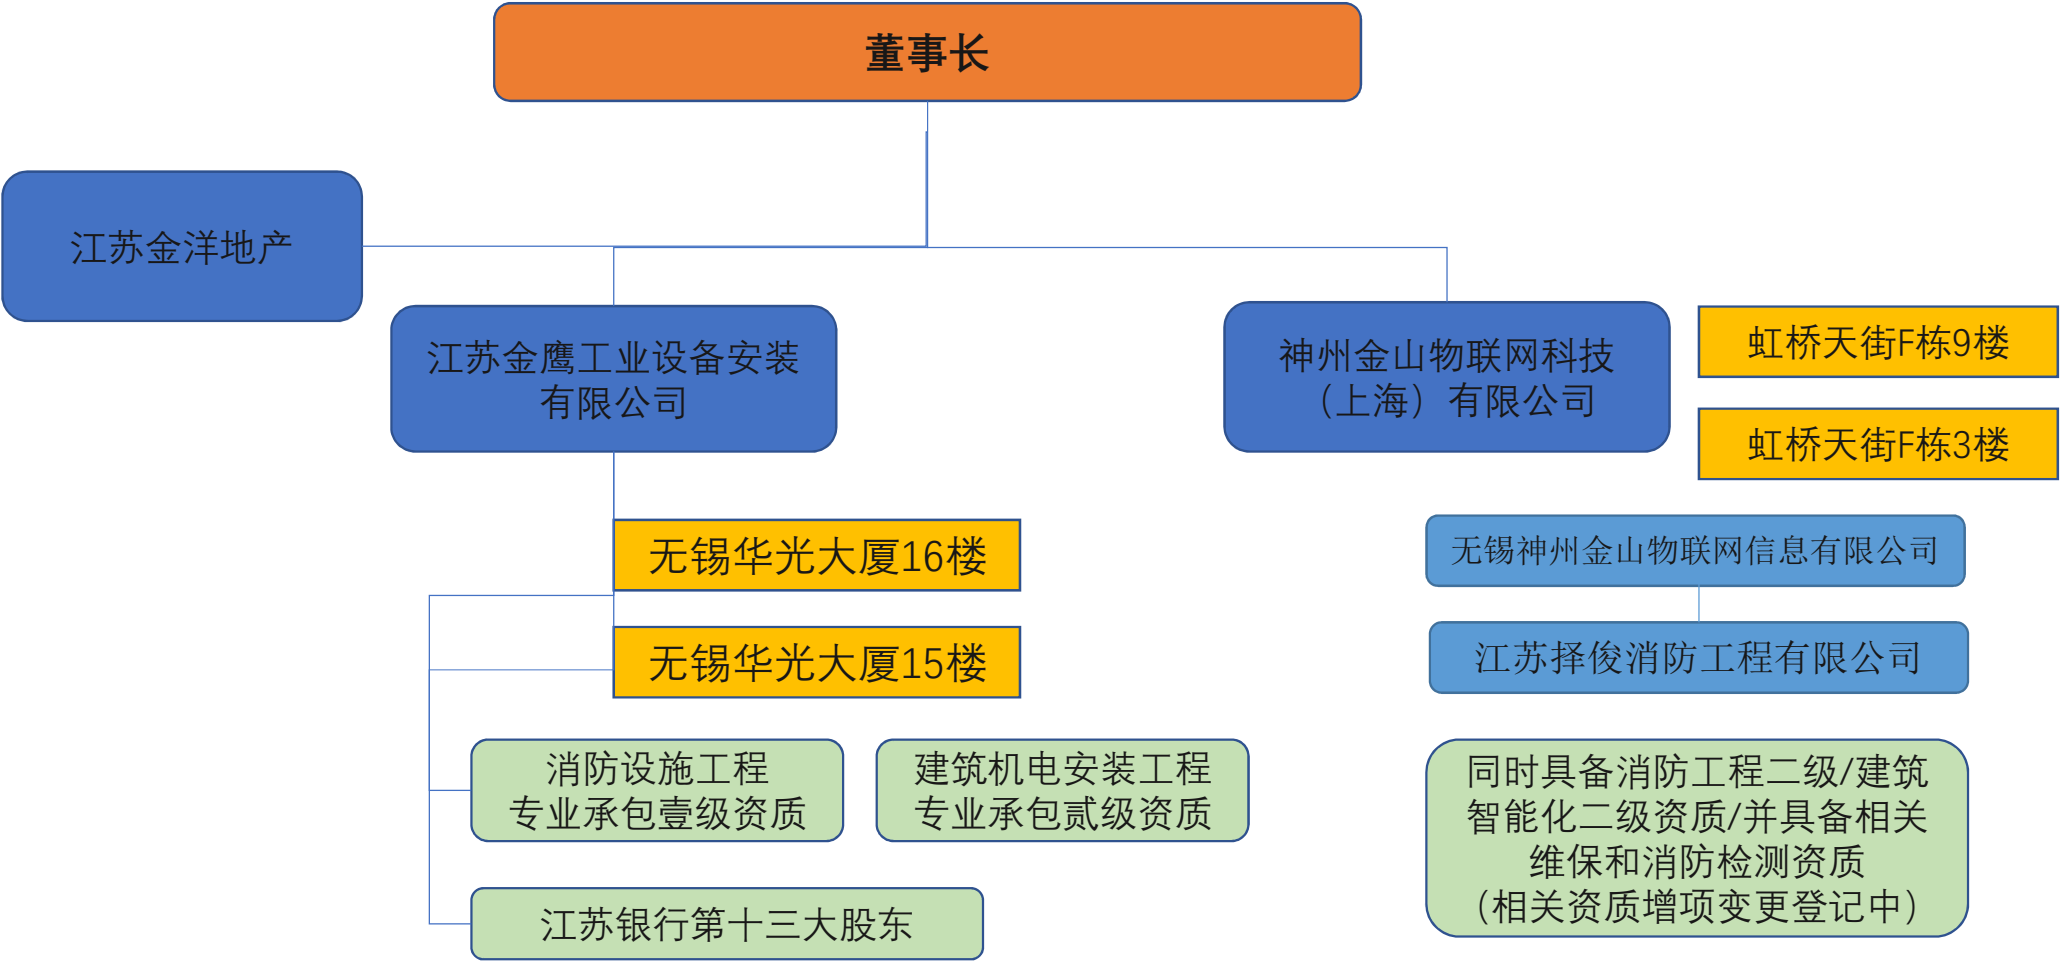 董事长
江苏金洋地产
江苏金鹰工业设备安装
有限公司
神州金山物联网科技
（上海）有限公司
虹桥天街F栋9楼
虹桥天街F栋3楼
无锡华光大厦16楼
无锡华光大厦15楼
无锡神州金山物联网信息有限公司
江苏择俊消防工程有限公司
消防设施工程
专业承包壹级资质
建筑机电安装工程
专业承包贰级资质
江苏银行第十三大股东
同时具备消防工程二级/建筑
智能化二级资质/并具备相关
维保和消防检测资质
（相关资质增项变更登记中）